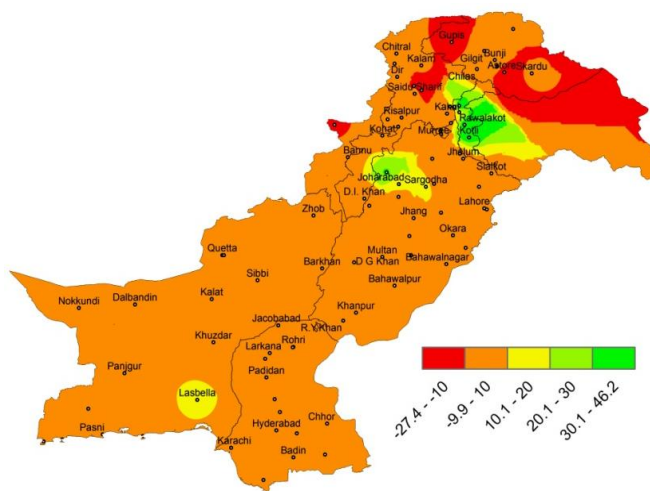 Gupis
Chitral
Bunji
Kalam
Gilgit
Astore
Skardu
Dir
Chilas
Saidu Sharif
Risalpur
Rawalakot
Kohat
Kotli
Bannu
Jhelum
Sialkot
Joharabad
Sargodha
D.I. Khan
Zhob
Jhang
Lahore
Okara
Quetta
Multan
Barkhan
D G Khan
Bahawalnagar
Sibbi
Bahawalpur
Nokkundi
Dalbandin
Kalat
Khanpur
Jacobabad
R.Y.Khan
Khuzdar
Rohri
Larkana
Panjgur
Padidan
Lasbella
Pasni
Hyderabad
Chhor
Karachi
Badin
-27.4 - -10
-9.9 - 10
10.1 - 20
20.1 - 30
30.1 - 46.2